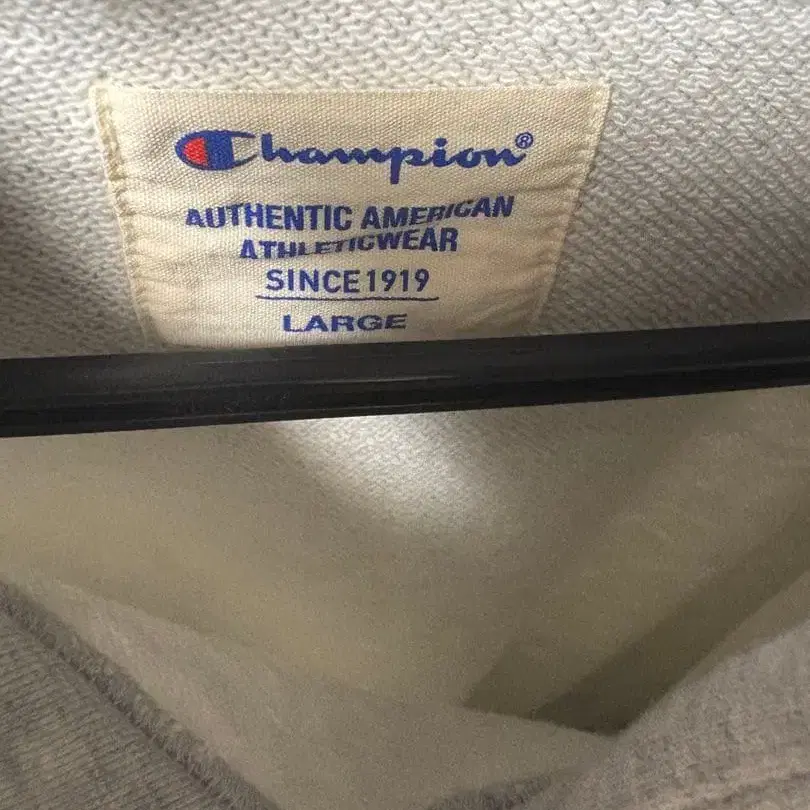 Champion®
AUTHENTIC AMERICAN
ATHLETICWEAR
SINCE 1919
LARGE